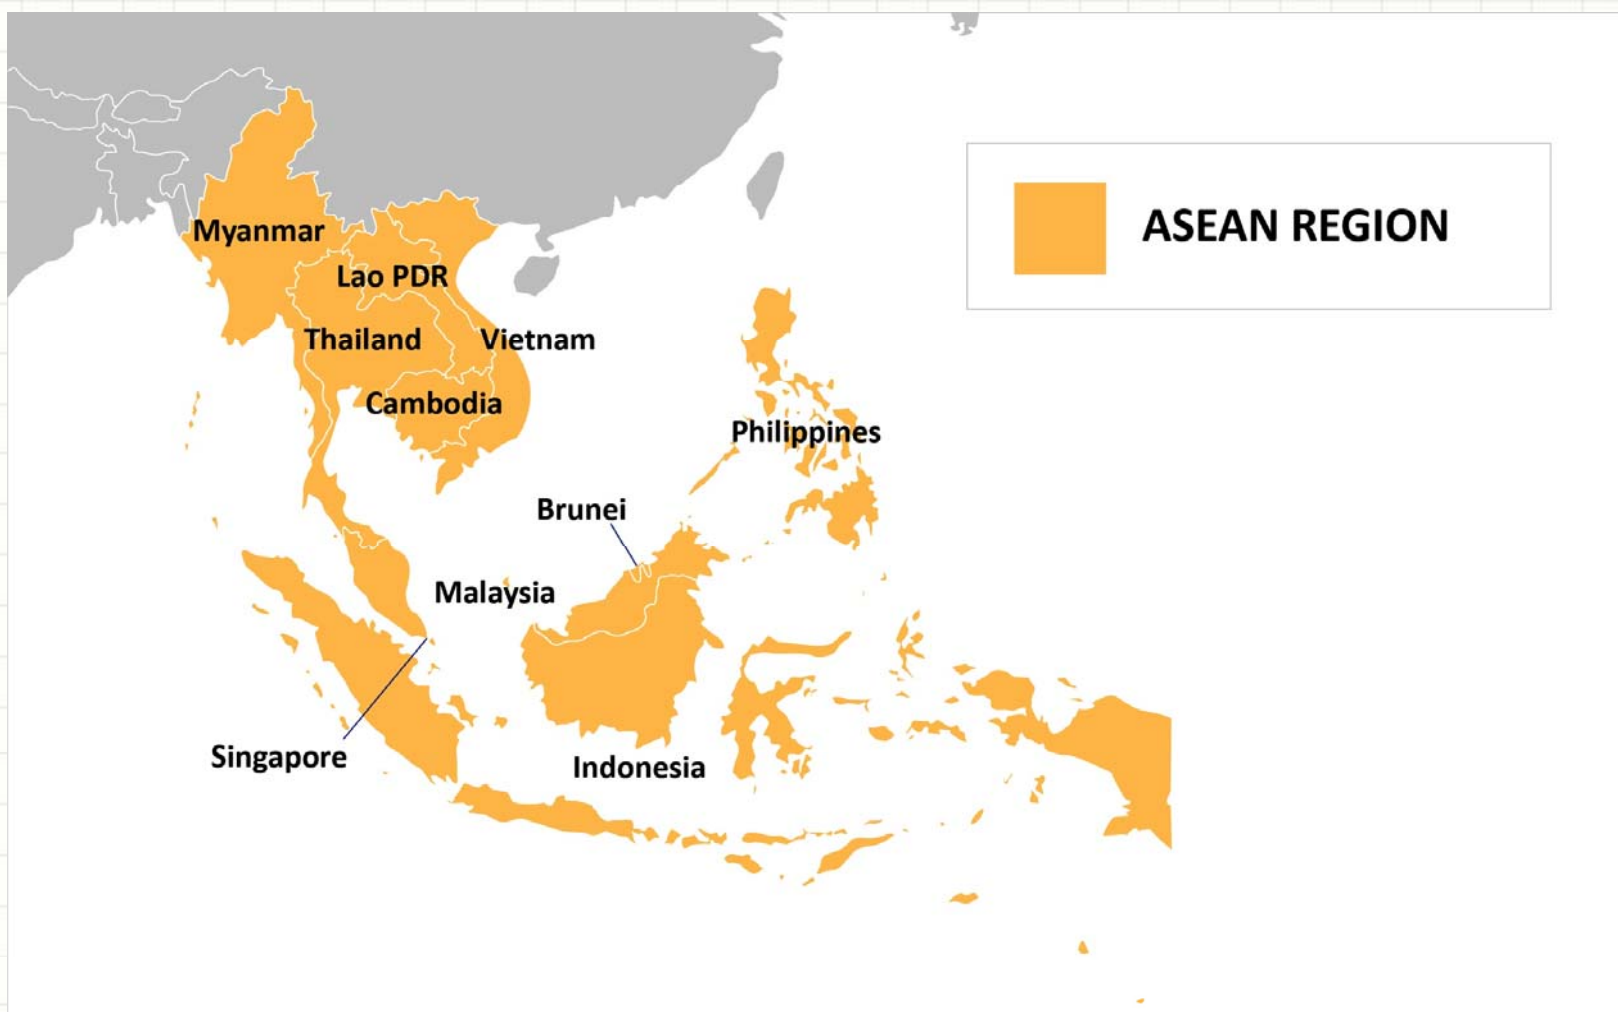 ASEAN REGION
Myanmar
Lao PDR
Thailand
Vietnam
Cambodia
Philippines
Brunei
Malaysia
Singapore
Indonesia